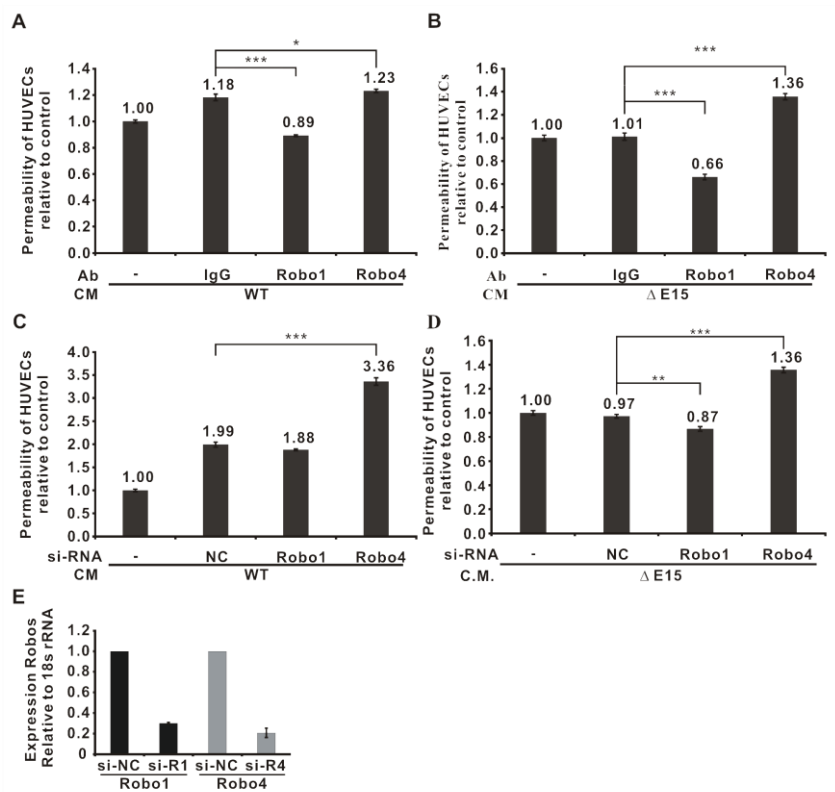 A
Permeability of HUVECs
relative to control
1.4
1.2
1.0
0.8
0.6
0.4
0.2
0.0
1.00
1.18
0.89
1.23
***
*
Ab - IgG Robo1 Robo4
CM WT
B
Permeability of HUVECs
relative to control
1.6
1.4
1.2
1.0
0.8
0.6
0.4
0.2
0.0
1.00
1.01
0.66
1.36
***
***
Ab - IgG Robo1 Robo4
CM Δ E15
C
Permeability of HUVECs
relative to control
4.0
3.5
3.0
2.5
2.0
1.5
1.0
0.5
0.0
1.00
1.99
1.88
3.36
***
si-RNA - NC Robo1 Robo4
CM WT
D
Permeability of HUVECs
relative to control
1.6
1.4
1.2
1.0
0.8
0.6
0.4
0.2
0.0
1.00
0.97
0.87
1.36
**
***
si-RNA - NC Robo1 Robo4
C.M. Δ E15
E
Expression Robos
Relative to 18s rRNA
1.2
1.0
0.8
0.6
0.4
0.2
0
si-NC si-R1 si-NC si-R4
Robo1 Robo4